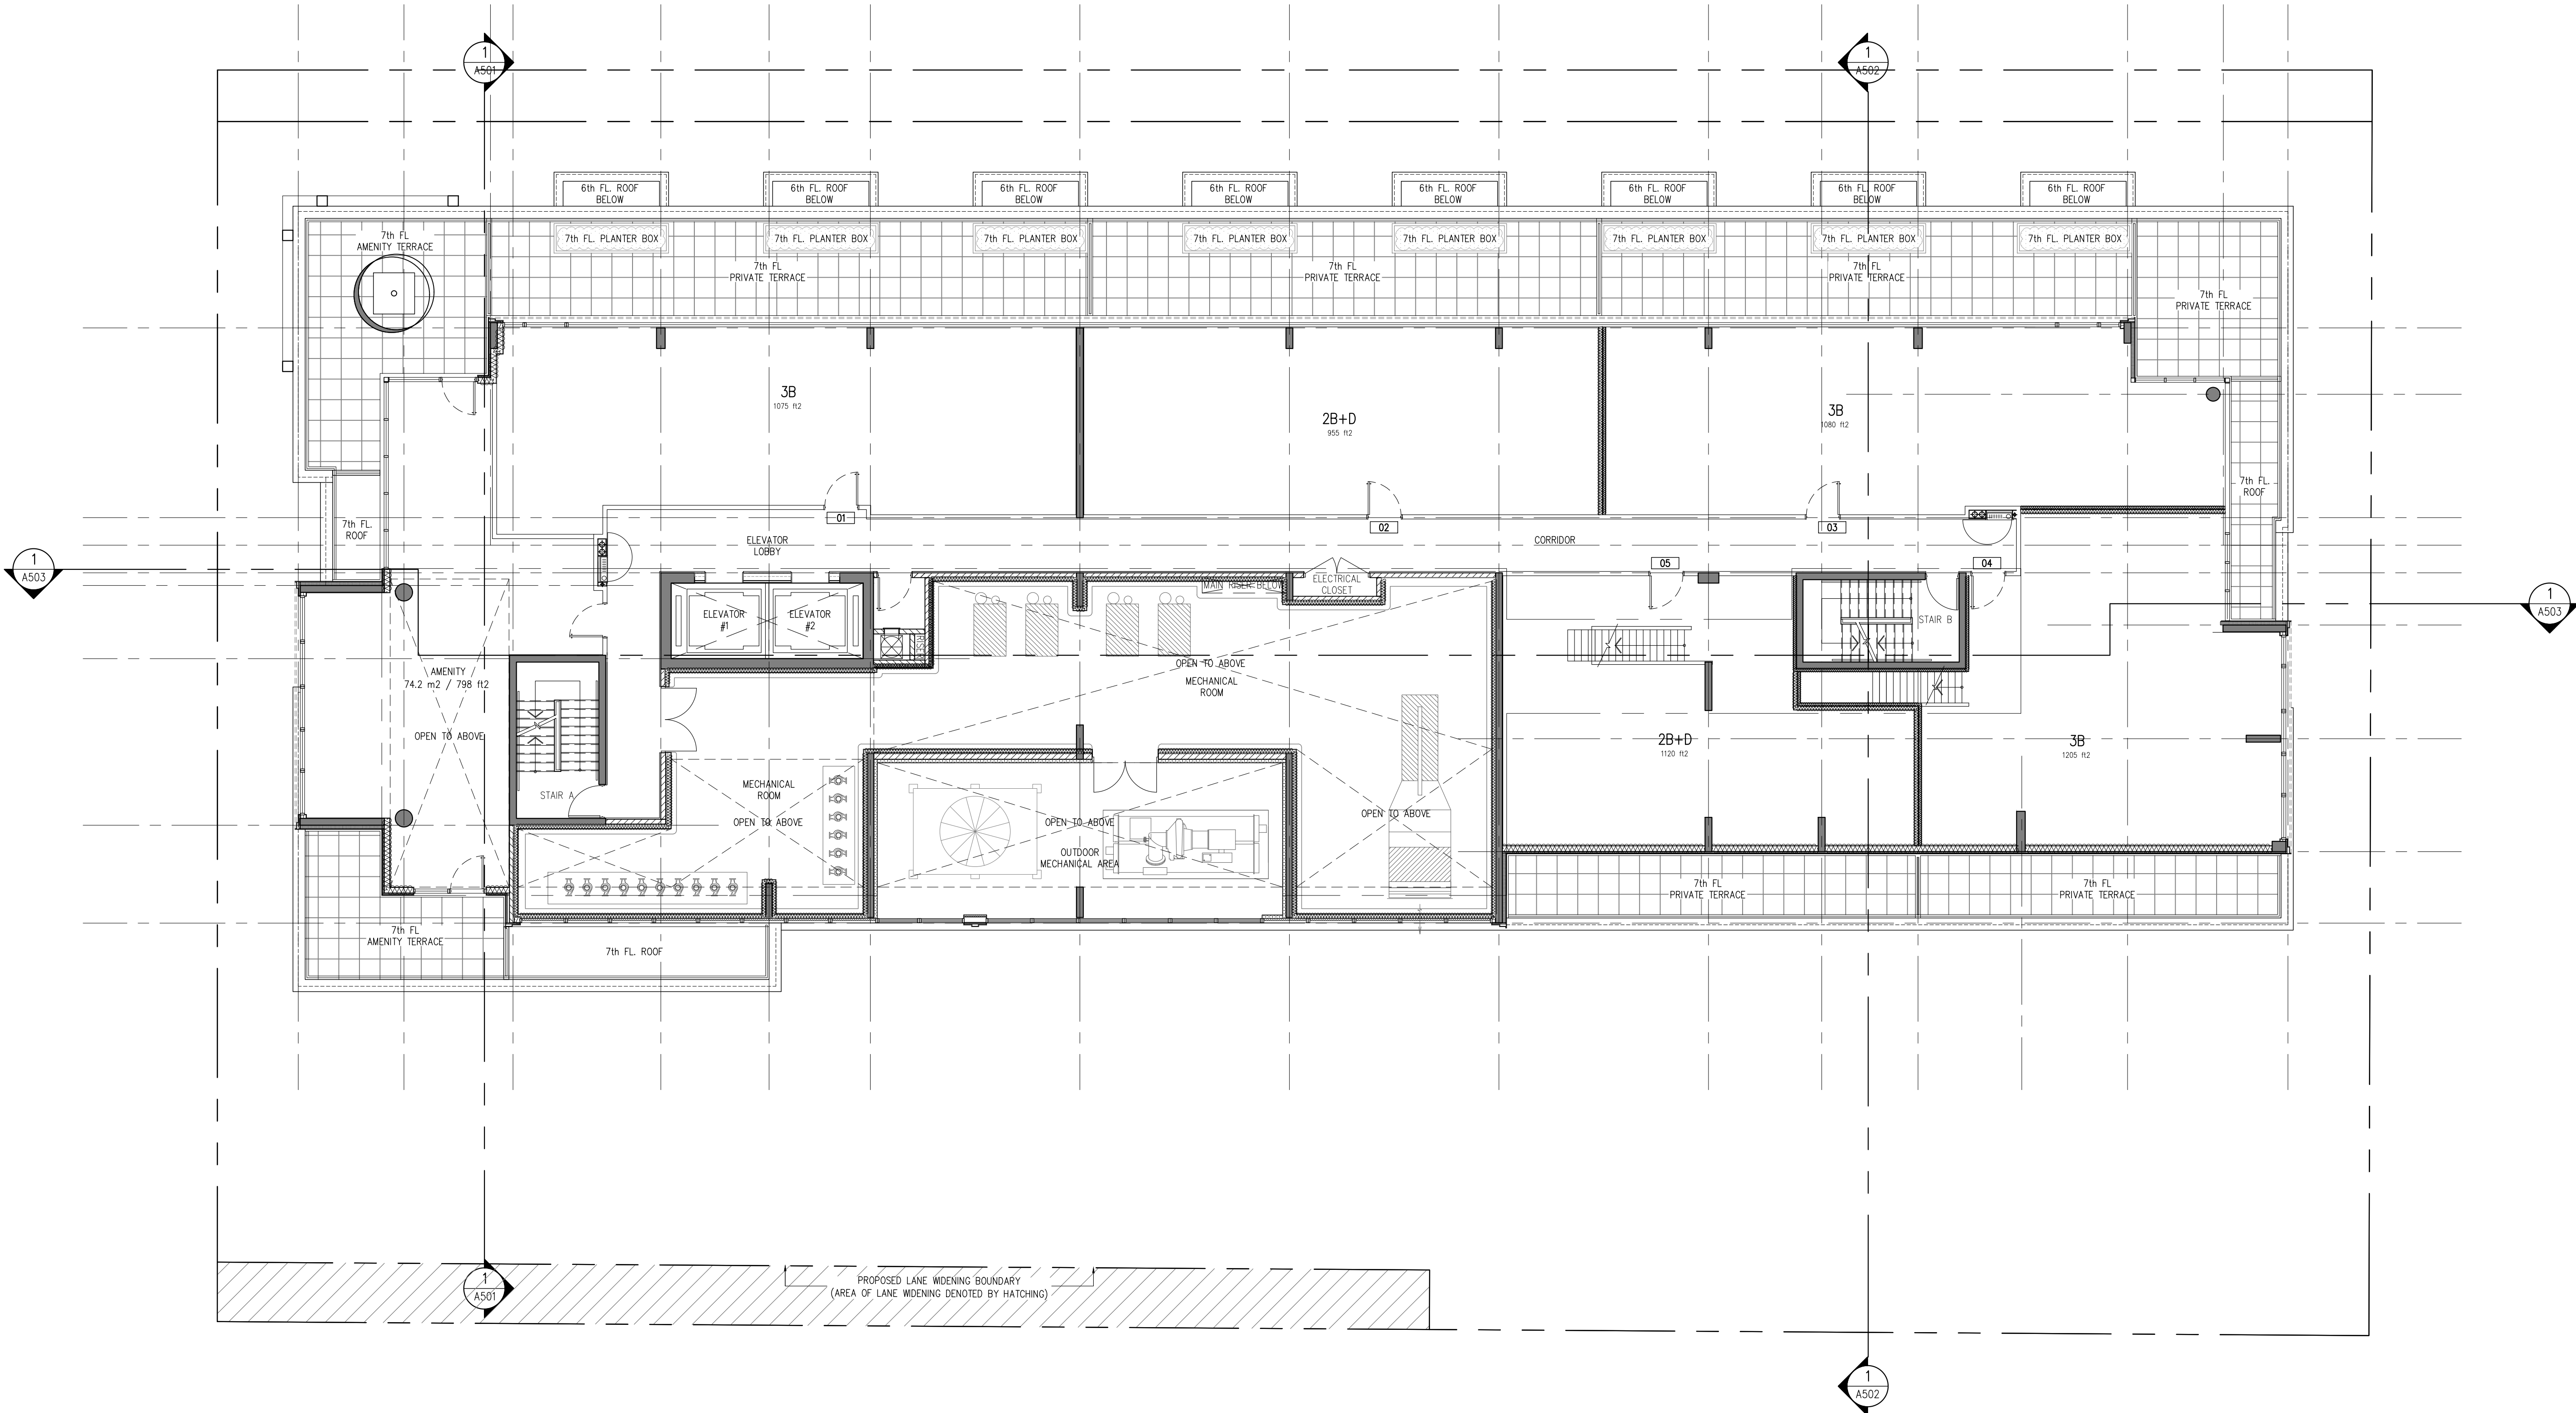 1
A501
1
A502
6th FL. ROOF
BELOW
6th FL. ROOF
BELOW
6th FL. ROOF
BELOW
6th FL. ROOF
BELOW
6th FL. ROOF
BELOW
6th FL. ROOF
BELOW
6th FL. ROOF
BELOW
6th FL. ROOF
BELOW
7th FL
AMENITY TERRACE
7th FL. PLANTER BOX
7th FL. PLANTER BOX
7th FL. PLANTER BOX
7th FL. PLANTER BOX
7th FL. PLANTER BOX
7th FL. PLANTER BOX
7th FL. PLANTER BOX
7th FL. PLANTER BOX
7th FL
PRIVATE TERRACE
7th FL
PRIVATE TERRACE
7th FL
PRIVATE TERRACE
7th FL
PRIVATE TERRACE
3B
1075 ft2
2B+D
955 ft2
3B
1080 ft2
7th FL.
ROOF
7th FL.
ROOF
01
02
03
ELEVATOR
LOBBY
CORRIDOR
1
A503
05
04
MAIN RISER BELOW
ELECTRICAL
CLOSET
ELEVATOR
#1
ELEVATOR
#2
STAIR B
1
A503
AMENITY
74.2 m2 / 798 ft2
OPEN TO ABOVE
OPEN TO ABOVE
MECHANICAL
ROOM
2B+D
1120 ft2
3B
1205 ft2
STAIR A
MECHANICAL
ROOM
OPEN TO ABOVE
OPEN TO ABOVE
OUTDOOR
MECHANICAL AREA
OPEN TO ABOVE
7th FL
PRIVATE TERRACE
7th FL
PRIVATE TERRACE
7th FL
AMENITY TERRACE
7th FL. ROOF
1
A501
PROPOSED LANE WIDENING BOUNDARY
(AREA OF LANE WIDENING DENOTED BY HATCHING)
1
A502